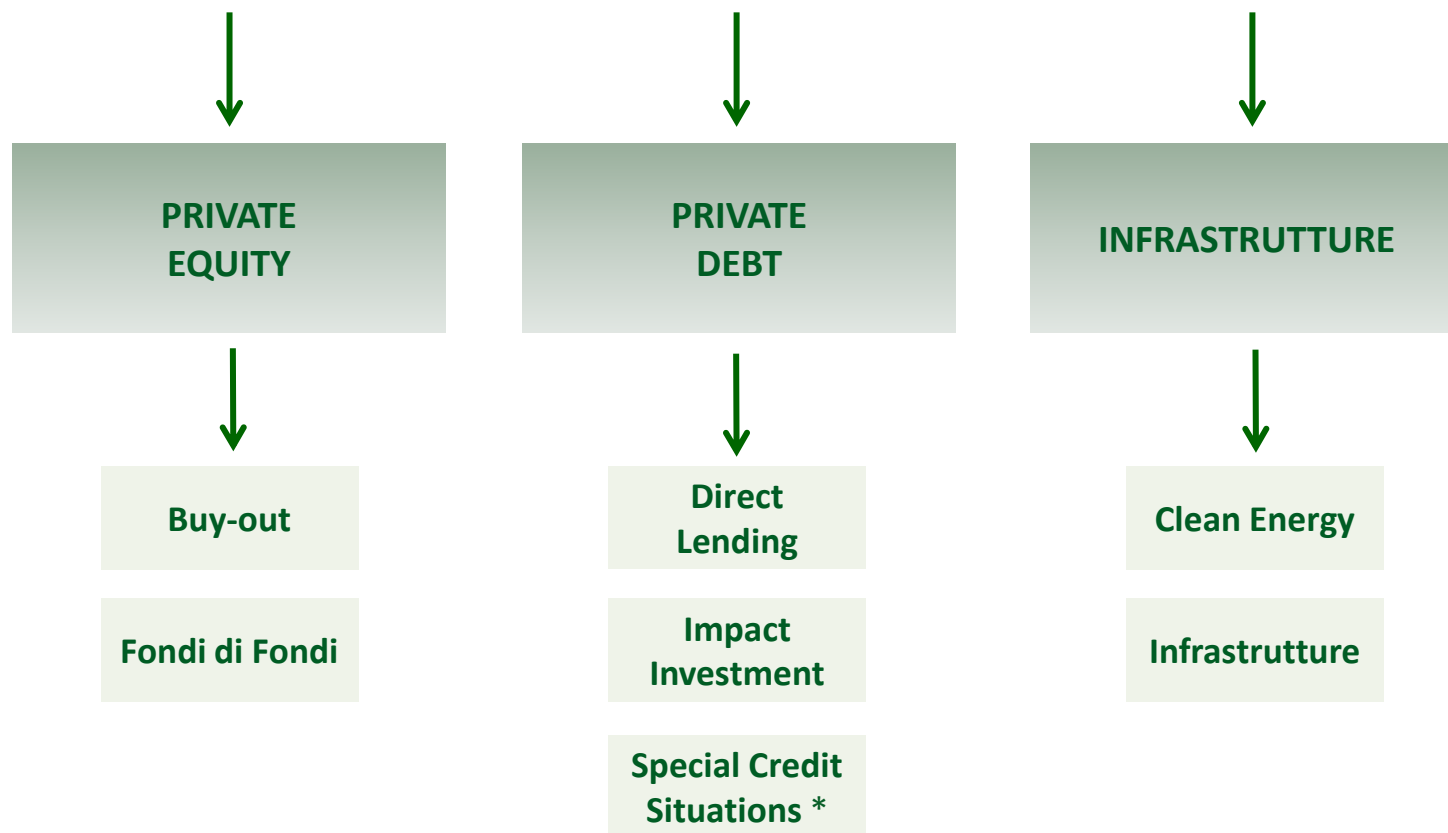 PRIVATE
EQUITY
PRIVATE
DEBT
INFRASTRUTTURE
Buy-out
Fondi di Fondi
Direct
Lending
Impact
Investment
Special Credit
Situations *
Clean Energy
Infrastrutture